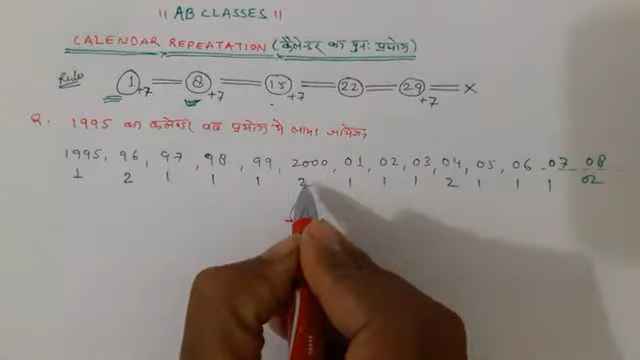 || AB CLASSES ||
CALENDAR REPEATATION (कैलेन्डर का पुनः प्रयोग)
Rule 1 +7 8 +7 15 +7 22 29 +7 x
Q. 1995 का कलेन्डर कब प्रयोग मे लाया जायेगा
1995, 96, 97, 98, 99, 2000, 01, 02, 03, 04, 05, 06, 07, 08
1 2 1 1 1 2 1 1 1 2 1 1 1 02